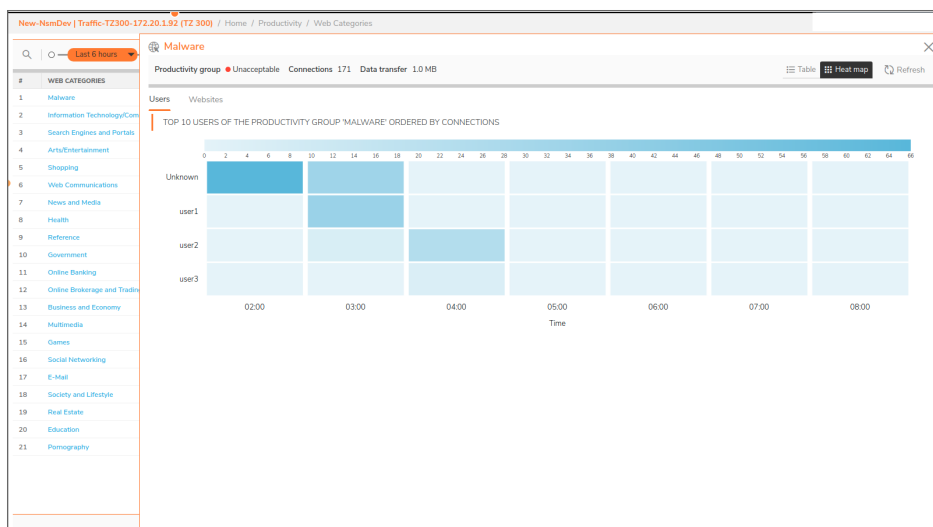 New-NsmDev | Traffic-TZ300-172.20.1.92 (TZ 300) / Home / Productivity / Web Categories
Last 6 hours
# WEB CATEGORIES
1 Malware
2 Information Technology/Com
3 Search Engines and Portals
4 Arts/Entertainment
5 Shopping
6 Web Communications
7 News and Media
8 Health
9 Reference
10 Government
11 Online Banking
12 Online Brokerage and Trading
13 Business and Economy
14 Multimedia
15 Games
16 Social Networking
17 E-Mail
18 Society and Lifestyle
19 Real Estate
20 Education
21 Pornography
Malware
Productivity group Unacceptable Connections 171 Data transfer 1.0 MB
Table Heat map Refresh
Users Websites
TOP 10 USERS OF THE PRODUCTIVITY GROUP 'MALWARE' ORDERED BY CONNECTIONS
0 2 4 6 8 10 12 14 16 18 20 22 24 26 28 30 32 34 36 38 40 42 44 46 48 50 52 54 56 58 60 62 64 66
Unknown
user1
user2
user3
02:00 03:00 04:00 05:00 06:00 07:00 08:00
Time